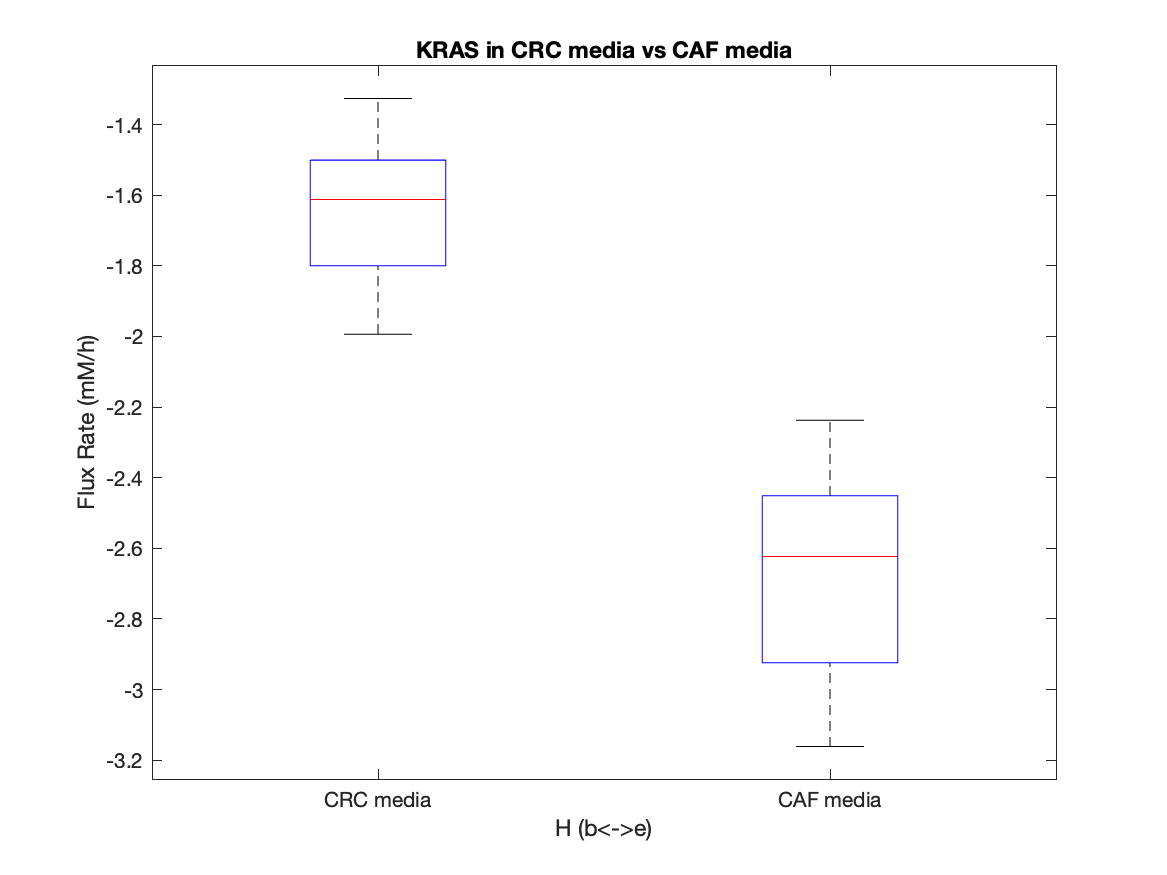 KRAS in CRC media vs CAF media
-1.4
-1.6
-1.8
-2
-2.2
-2.4
-2.6
-2.8
-3
-3.2
Flux Rate (mM/h)
CRC media
CAF media
H (b<->e)